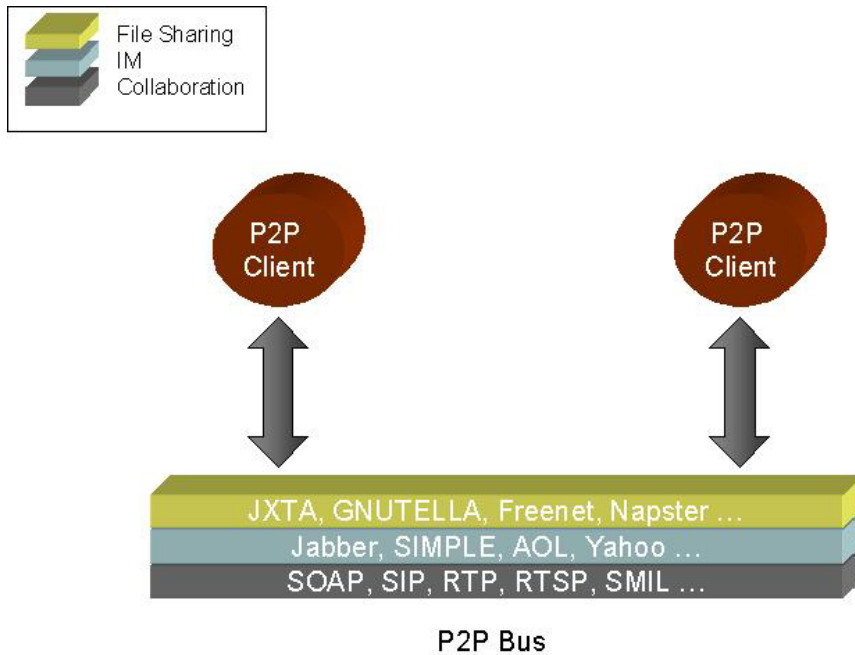 File Sharing
IM
Collaboration
P2P
Client
P2P
Client
JXTA, GNUTELLA, Freenet, Napster ...
Jabber, SIMPLE, AOL, Yahoo ...
SOAP, SIP, RTP, RTSP, SMIL ...
P2P Bus